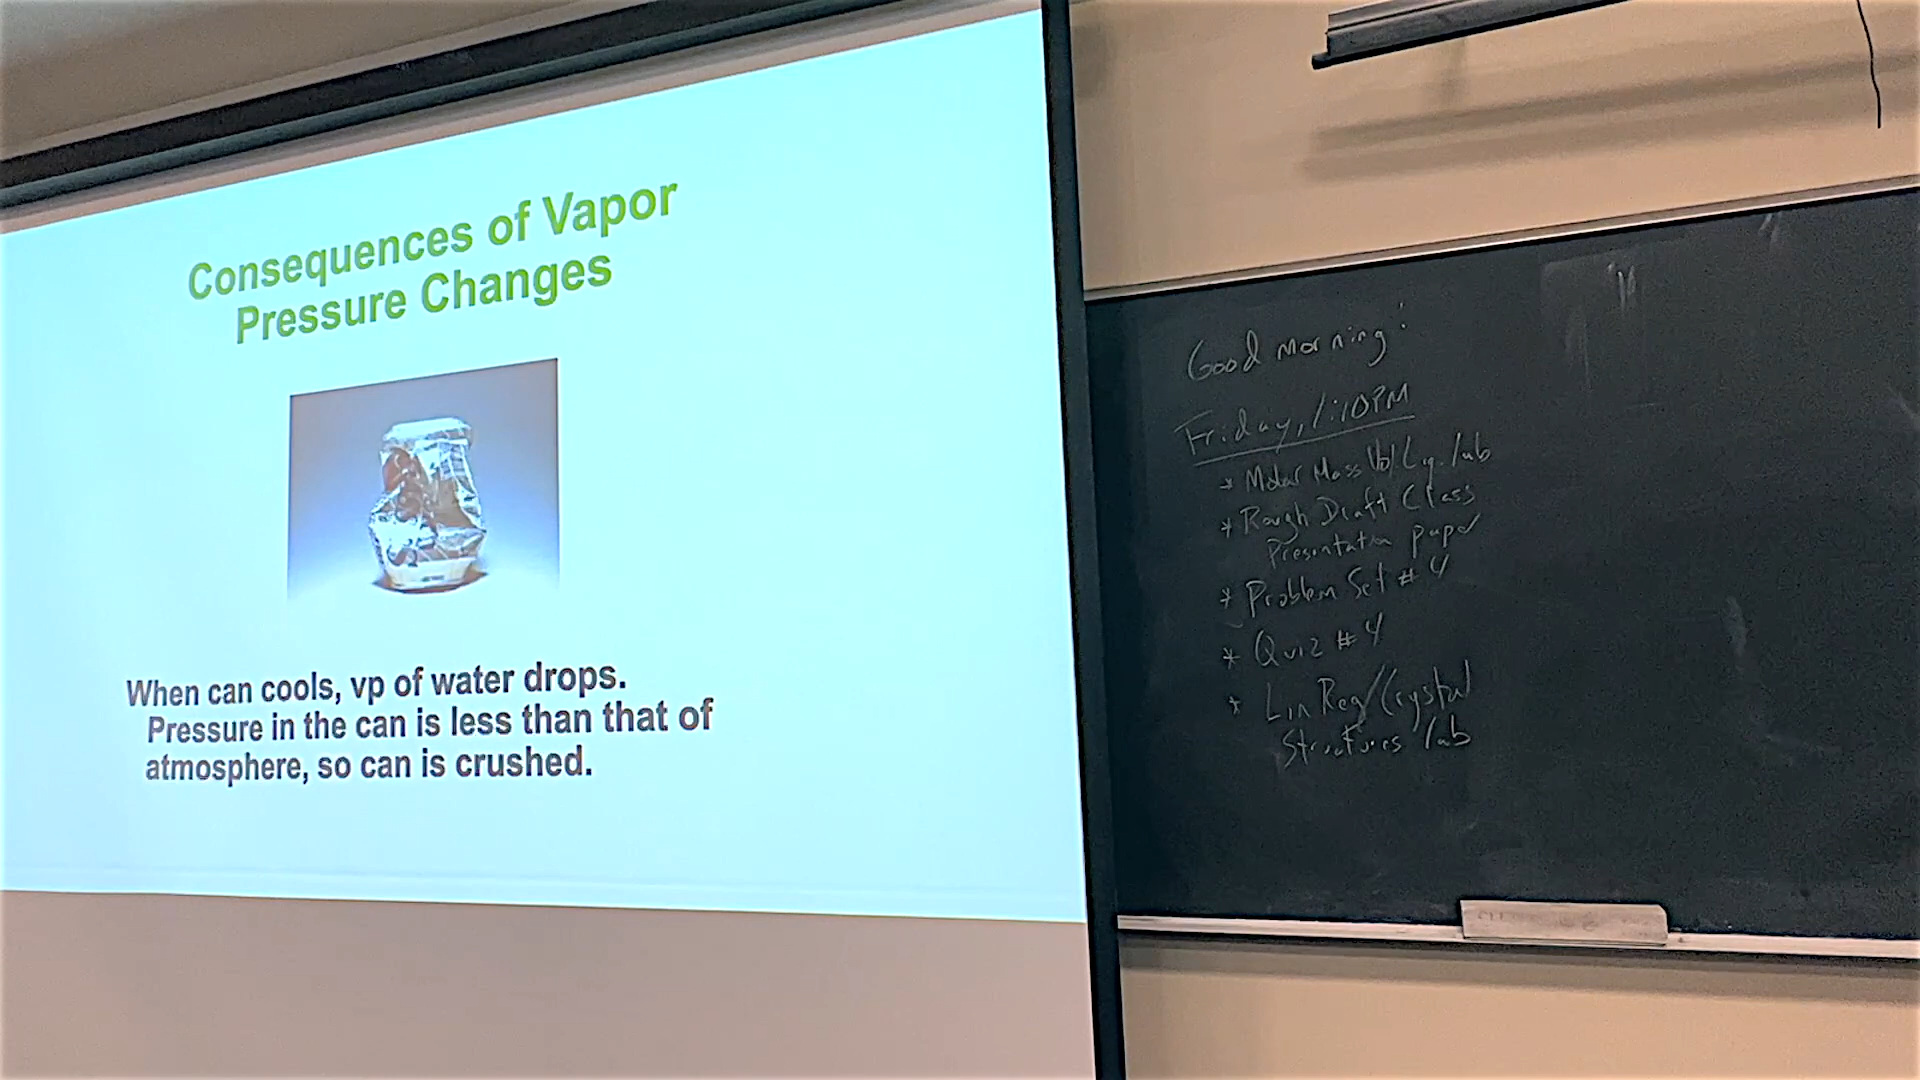 Consequences of Vapor
Pressure Changes
When can cools, vp of water drops.
Pressure in the can is less than that of
atmosphere, so can is crushed.
Good morning!
Friday, 1:10PM
* Molar Mass Vol Liq. lab
* Rough Draft Class
Presentation paper
* Problem Set #4
* Quiz #4
* Lin Reg/Crystal
Structures lab